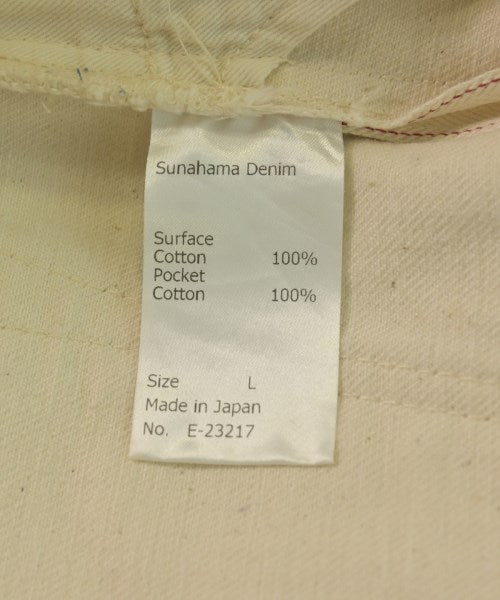 Sunahama Denim
Surface
Cotton 100%
Pocket
Cotton 100%
Size L
Made in Japan
No. E-23217